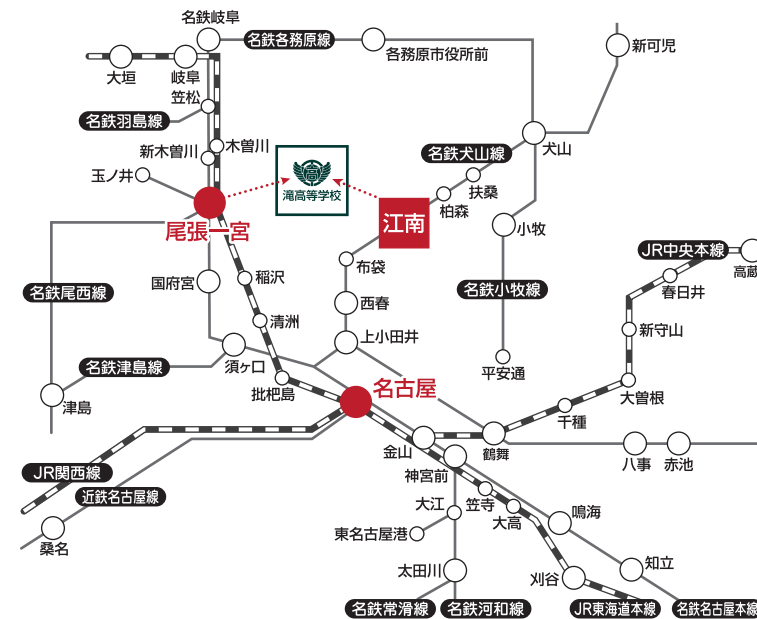 名鉄岐阜
名鉄各務原線
各務原市役所前
新可児
大垣
岐阜
笠松
名鉄羽島線
新木曽川
木曽川
名鉄犬山線
犬山
玉ノ井
滝高等学校
扶桑
柏森
江南
尾張一宮
小牧
布袋
JR中央本線
高蔵
国府宮
稲沢
春日井
名鉄尾西線
西春
名鉄小牧線
清洲
新守山
上小田井
須ヶ口
平安通
名鉄津島線
批杷島
名古屋
大曽根
津島
千種
金山
鶴舞
八事
赤池
JR関西線
神宮前
近鉄名古屋線
大江
笠寺
大高
鳴海
桑名
東名古屋港
太田川
刈谷
知立
名鉄常滑線
名鉄河和線
JR東海道本線
名鉄名古屋本線